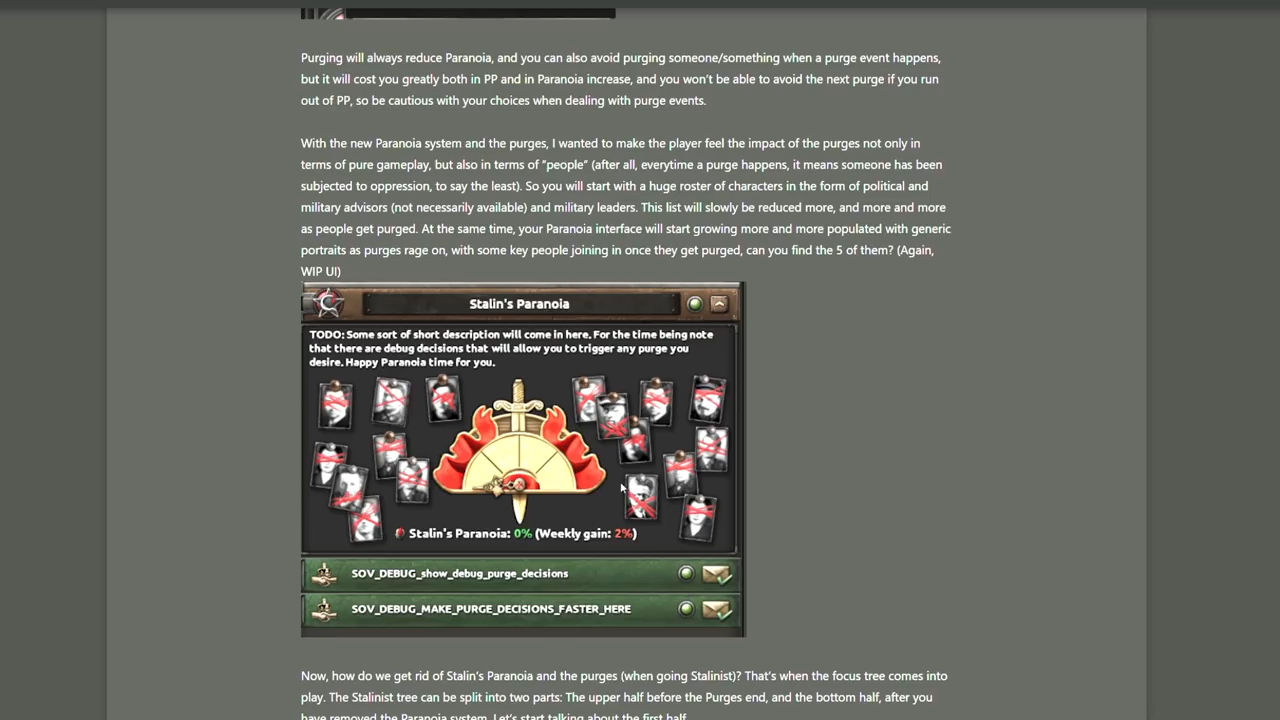 Purging will always reduce Paranoia, and you can also avoid purging someone/something when a purge event happens,
but it will cost you greatly both in PP and in Paranoia increase, and you won't be able to avoid the next purge if you run
out of PP, so be cautious with your choices when dealing with purge events.
With the new Paranoia system and the purges, I wanted to make the player feel the impact of the purges not only in
terms of pure gameplay, but also in terms of "people" (after all, everytime a purge happens, it means someone has been
subjected to oppression, to say the least). So you will start with a huge roster of characters in the form of political and
military advisors (not necessarily available) and military leaders. This list will slowly be reduced more, and more and more
as people get purged. At the same time, your Paranoia interface will start growing more and more populated with generic
portraits as purges rage on, with some key people joining in once they get purged, can you find the 5 of them? (Again,
WIP UI)
Stalin's Paranoia
TODO: Some sort of short description will come in here. For the time being note
that there are debug decisions that will allow you to trigger any purge you
desire. Happy Paranoia time for you.
Stalin's Paranoia: 0% (Weekly gain: 2%)
SOV_DEBUG_show_debug_purge_decisions
SOV_DEBUG_MAKE_PURGE_DECISIONS_FASTER_HERE
Now, how do we get rid of Stalin's Paranoia and the purges (when going Stalinist)? That's when the focus tree comes into
play. The Stalinist tree can be split into two parts: The upper half before the Purges end, and the bottom half, after you
have removed the Paranoia system. Let's start talking about the first half.